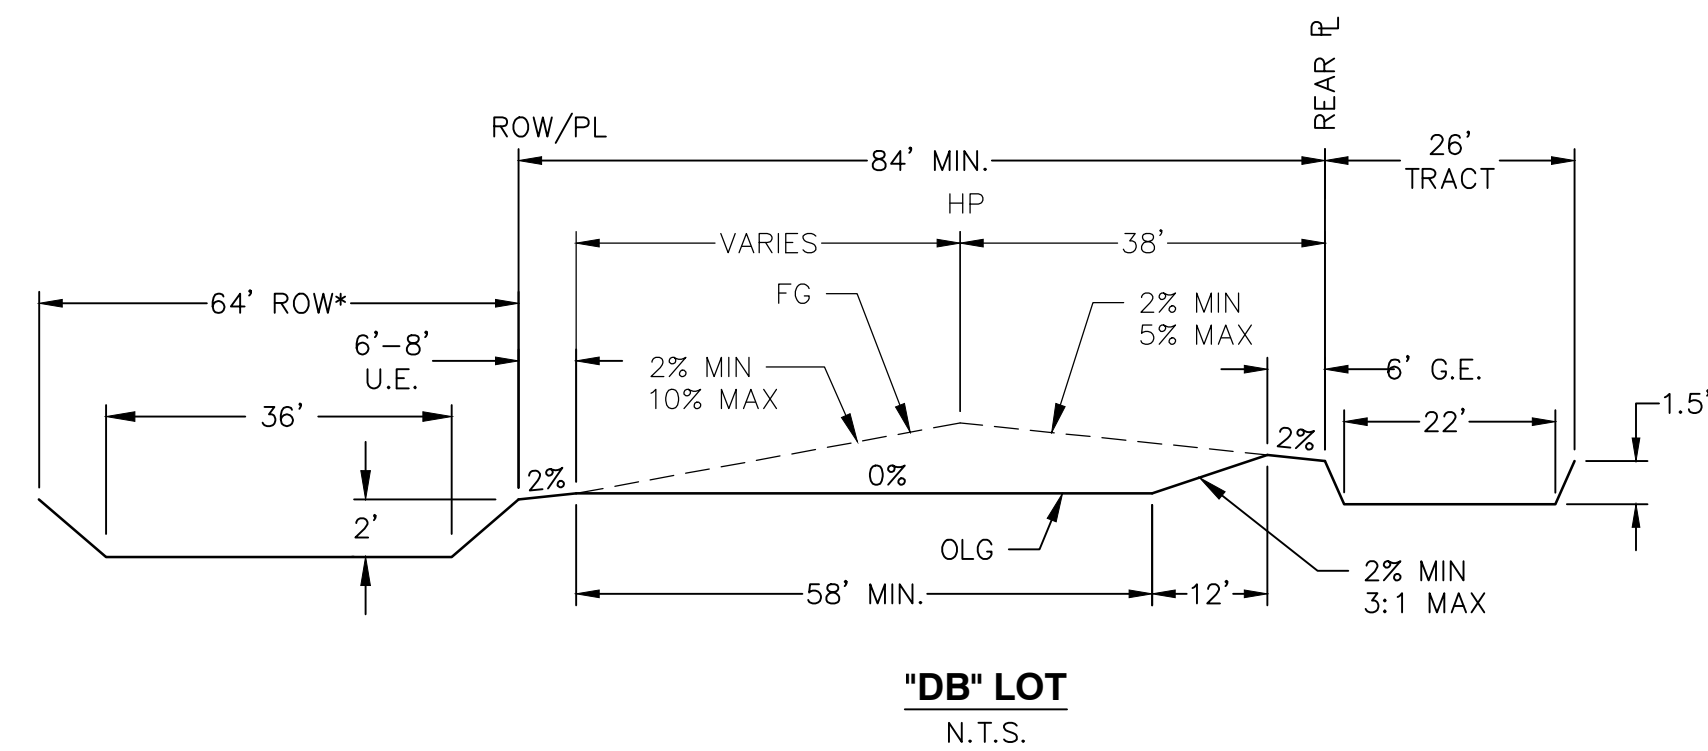 REAR PL
ROW/PL
84' MIN.
26'
TRACT
HP
VARIES
38'
64' ROW*
FG
2% MIN
5% MAX
6'-8'
U.E.
2% MIN
10% MAX
6' G.E.
1.5'
36'
22'
2%
2%
0%
2'
OLG
2% MIN
3:1 MAX
58' MIN.
12'
"DB" LOT
N.T.S.